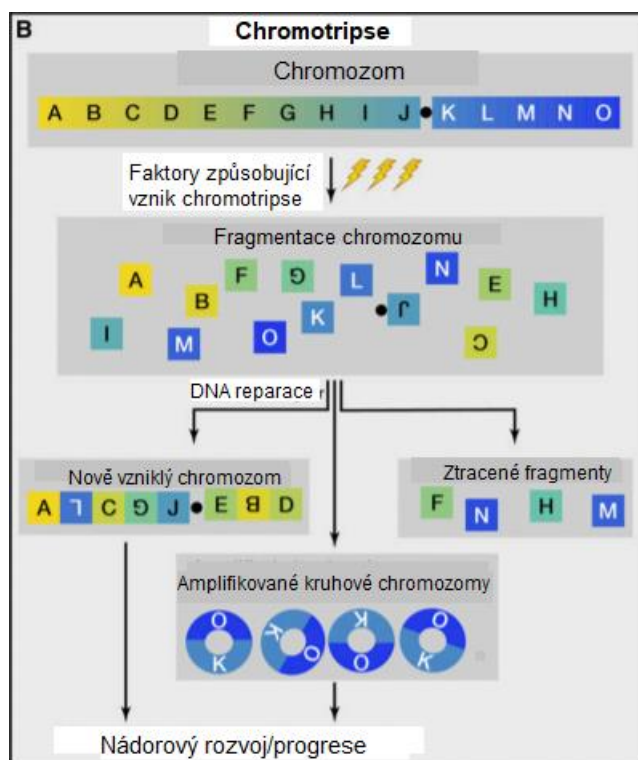 B
Chromotripse
Chromozom
A B C D E F G H I J K L M N O
Faktory způsobující
vznik chromotripse
Fragmentace chromozomu
A B F G L N E H
I M O K J C
DNA reparace
Nově vzniklý chromozom
A L C G J E B D
Ztracené fragmenty
F N H M
Amplifikované kruhové chromozomy
O K O K
K O O K
Nádorový rozvoj/progrese